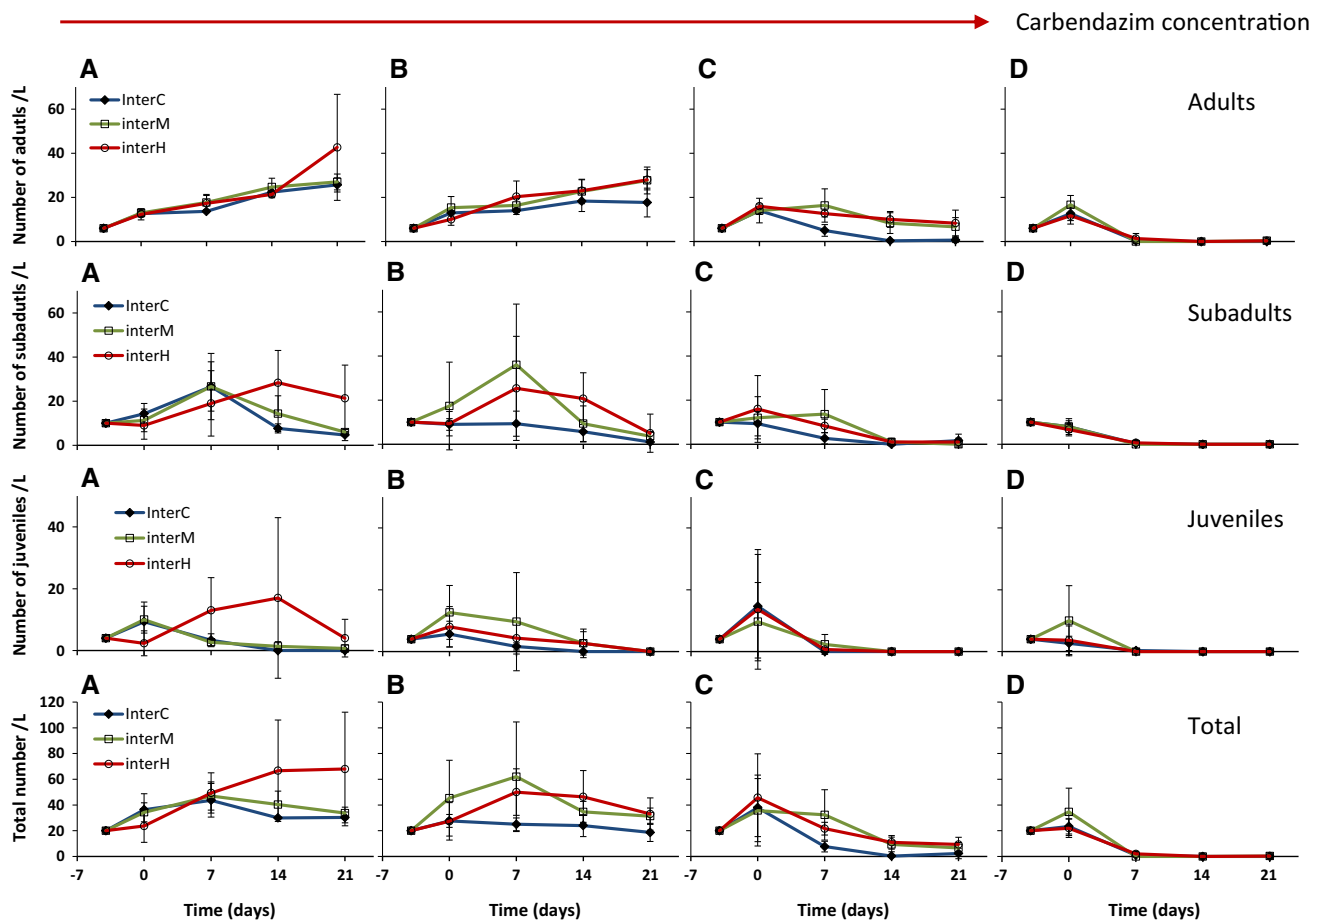 Carbendazim concentration
A B C D
Number of adutls /L
60
40
20
0
InterC
interM
interH
Adults
A B C D
Number of subadutls /L
60
40
20
0
InterC
interM
interH
Subadults
A B C D
Number of juveniles /L
40
20
0
InterC
interM
interH
Juveniles
A B C D
Total number /L
120
100
80
60
40
20
0
InterC
interM
interH
Total
-7 0 7 14 21 -7 0 7 14 21 -7 0 7 14 21 -7 0 7 14 21
Time (days) Time (days) Time (days) Time (days)